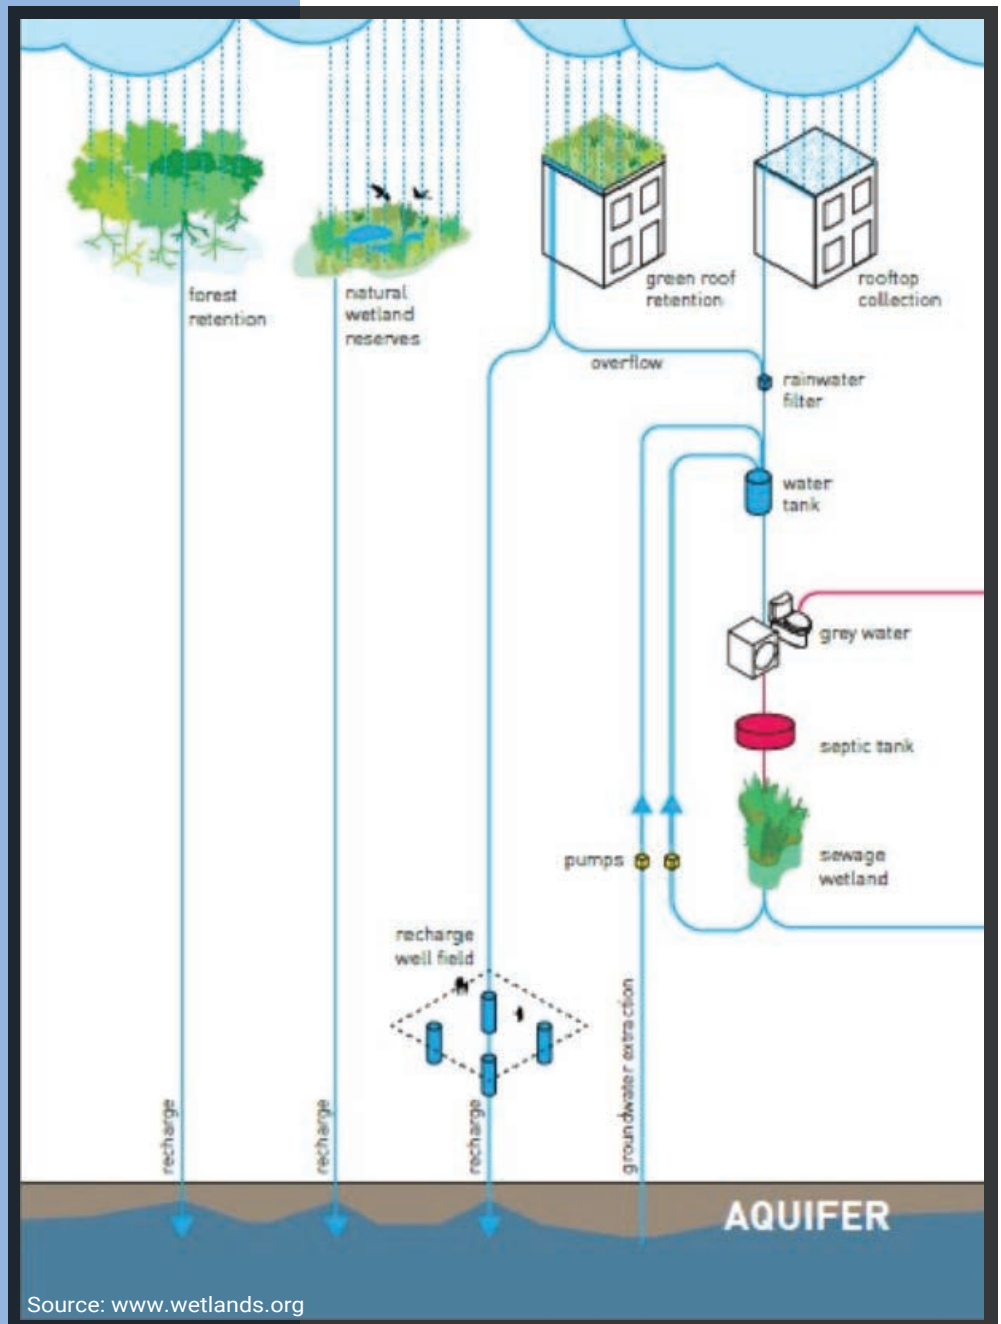 forest
retention
natural
wetland
reserves
green roof
retention
rooftop
collection
overflow
rainwater
filter
water
tank
grey water
septic tank
pumps
sewage
wetland
recharge
well field
recharge
recharge
recharge
groundwater extraction
AQUIFER
Source: www.wetlands.org